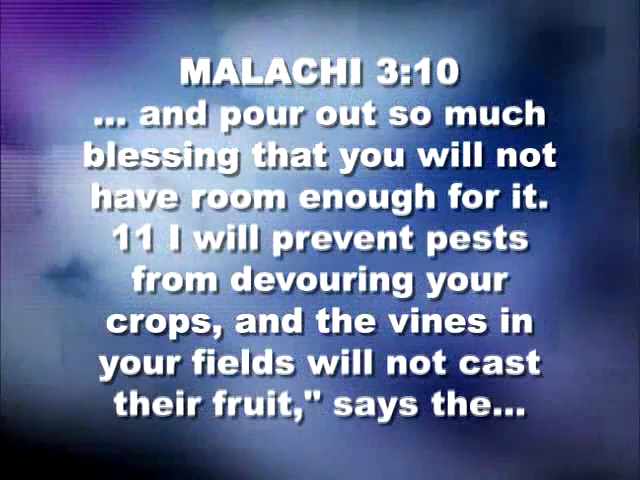 MALACHI 3:10
... and pour out so much
blessing that you will not
have room enough for it.
11 I will prevent pests
from devouring your
crops, and the vines in
your fields will not cast
their fruit," says the...